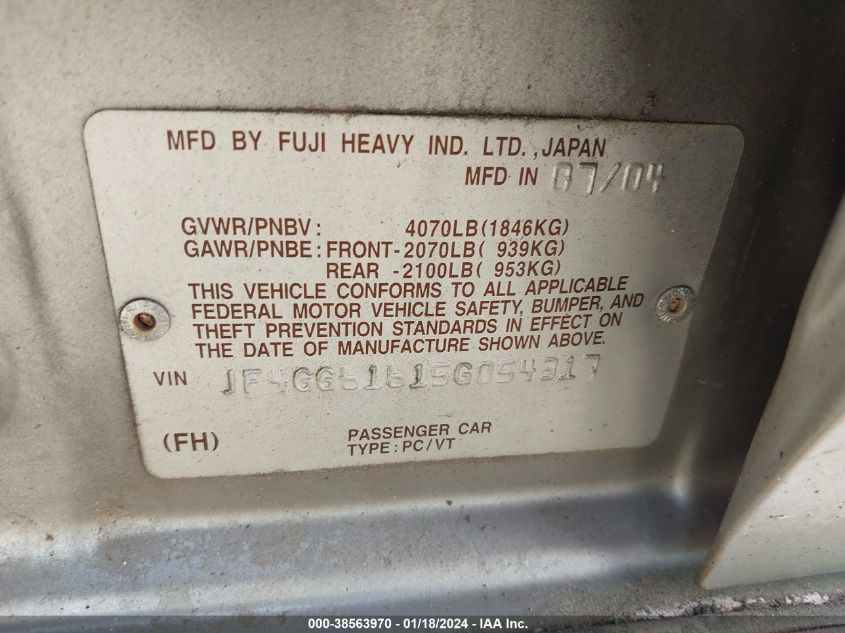 MFD BY FUJI HEAVY IND. LTD., JAPAN
MFD IN 07/04
GVWR/PNBV: 4070LB(1846KG)
GAWR/PNBE: FRONT-2070LB( 939KG)
REAR -2100LB( 953KG)
THIS VEHICLE CONFORMS TO ALL APPLICABLE
FEDERAL MOTOR VEHICLE SAFETY, BUMPER, AND
THEFT PREVENTION STANDARDS IN EFFECT ON
THE DATE OF MANUFACTURE SHOWN ABOVE.
VIN JF4GG61615G054317
(FH) PASSENGER CAR
TYPE: PC/VT
000-38563970 - 01/18/2024 - IAA Inc.